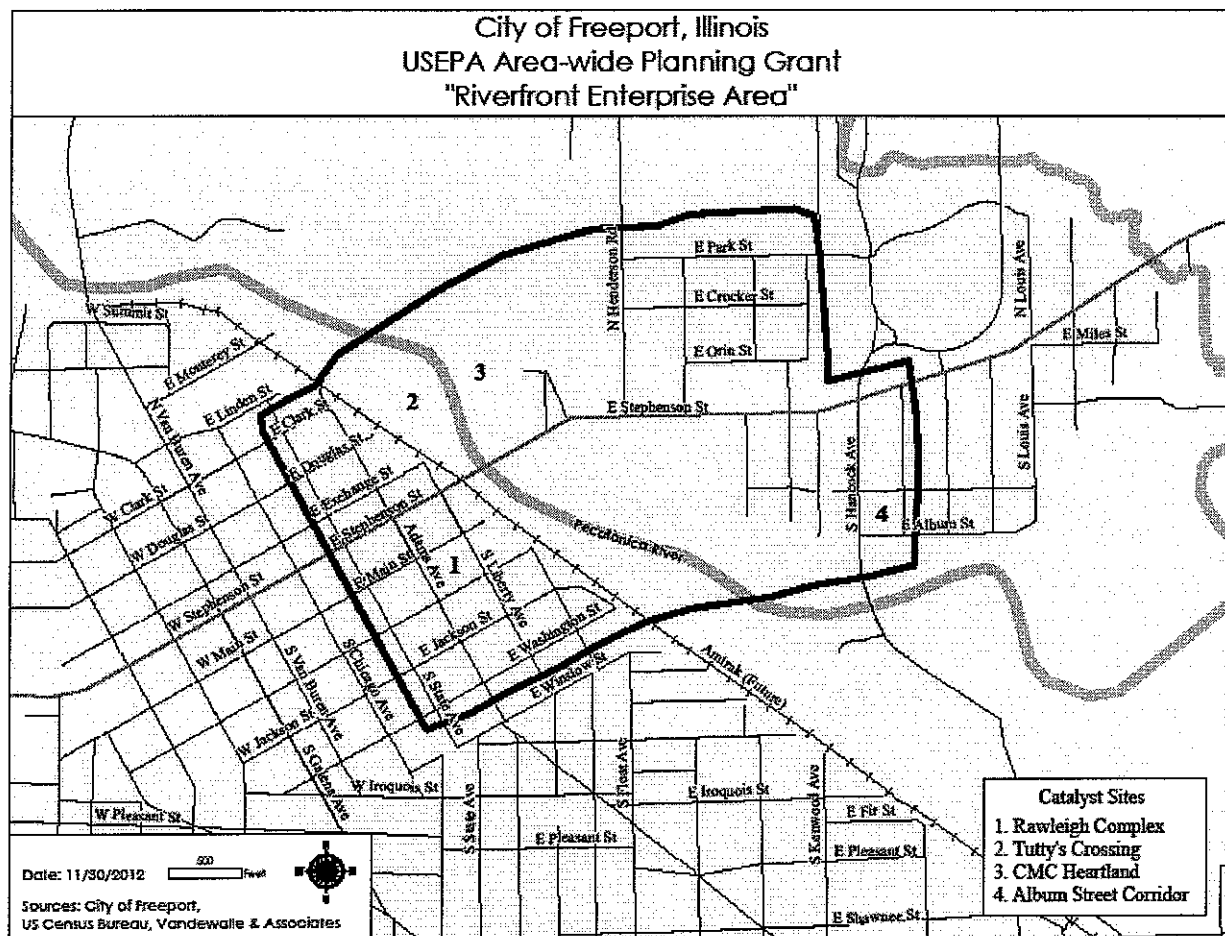 City of Freeport, Illinois
USEPA Area-wide Planning Grant
"Riverfront Enterprise Area"
N Henderson Rd
E Park St
E Crocker St
E Orin St
N Louis Ave
E Miles St
W Summit St
E Monterey St
E Linden St
N Van Buren Ave
E Clark St
3
2
E Stephenson St
S Louis Ave
S Hancock Ave
4
E Album St
E Douglas St
E Exchange St
E Stephenson St
W Clark St
W Douglas St
W Stephenson St
W Main St
E Main St
Adams Ave
1
S Liberty Ave
Pecatonica River
E Jackson St
E Washington St
E Winslow St
S State Ave
S Chicago Ave
S Van Buren Ave
W Jackson St
S Galena Ave
Amtrak (Future)
W Iroquois St
S State Ave
S Float Ave
E Iroquois St
S Kenwood Ave
E Fir St
W Pleasant St
E Pleasant St
E Pleasant St
E Shawnee St
Catalyst Sites
1. Rawleigh Complex
2. Tutty's Crossing
3. CMC Heartland
4. Album Street Corridor
Date: 11/30/2012
500
Feet
Sources: City of Freeport,
US Census Bureau, Vandewalle & Associates